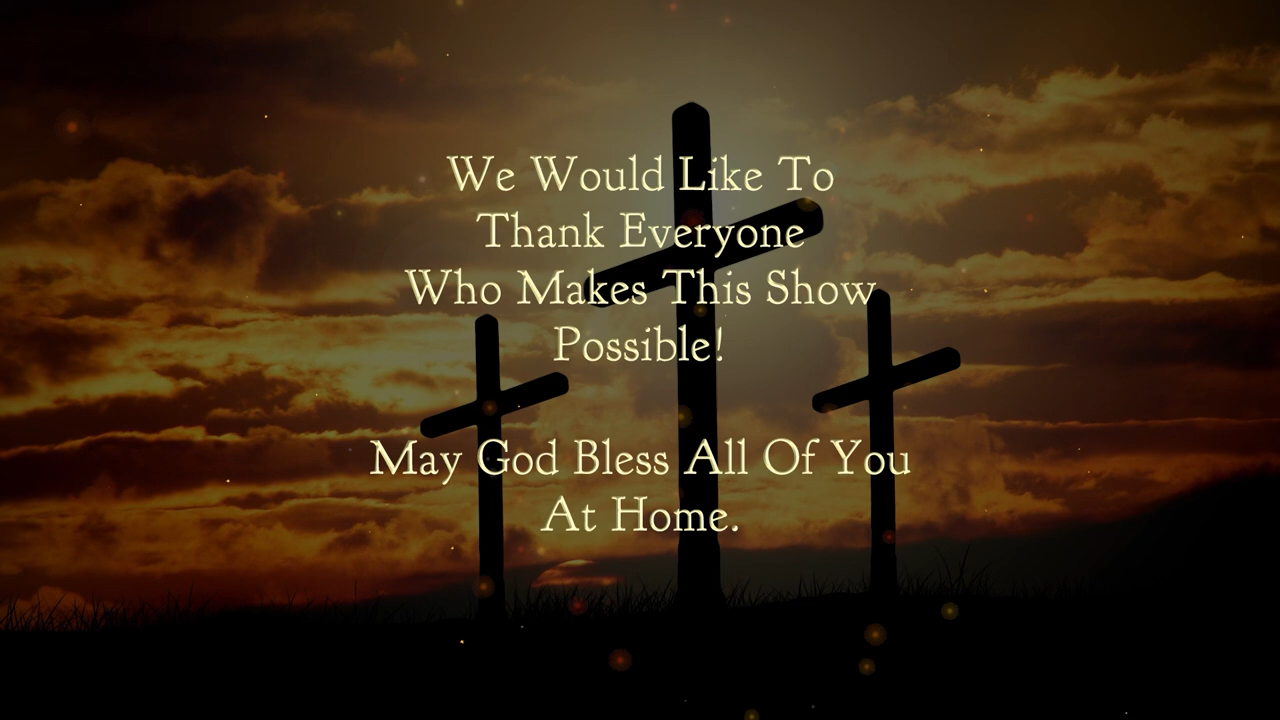 We Would Like To
Thank Everyone
Who Makes This Show
Possible!
May God Bless All Of You
At Home.